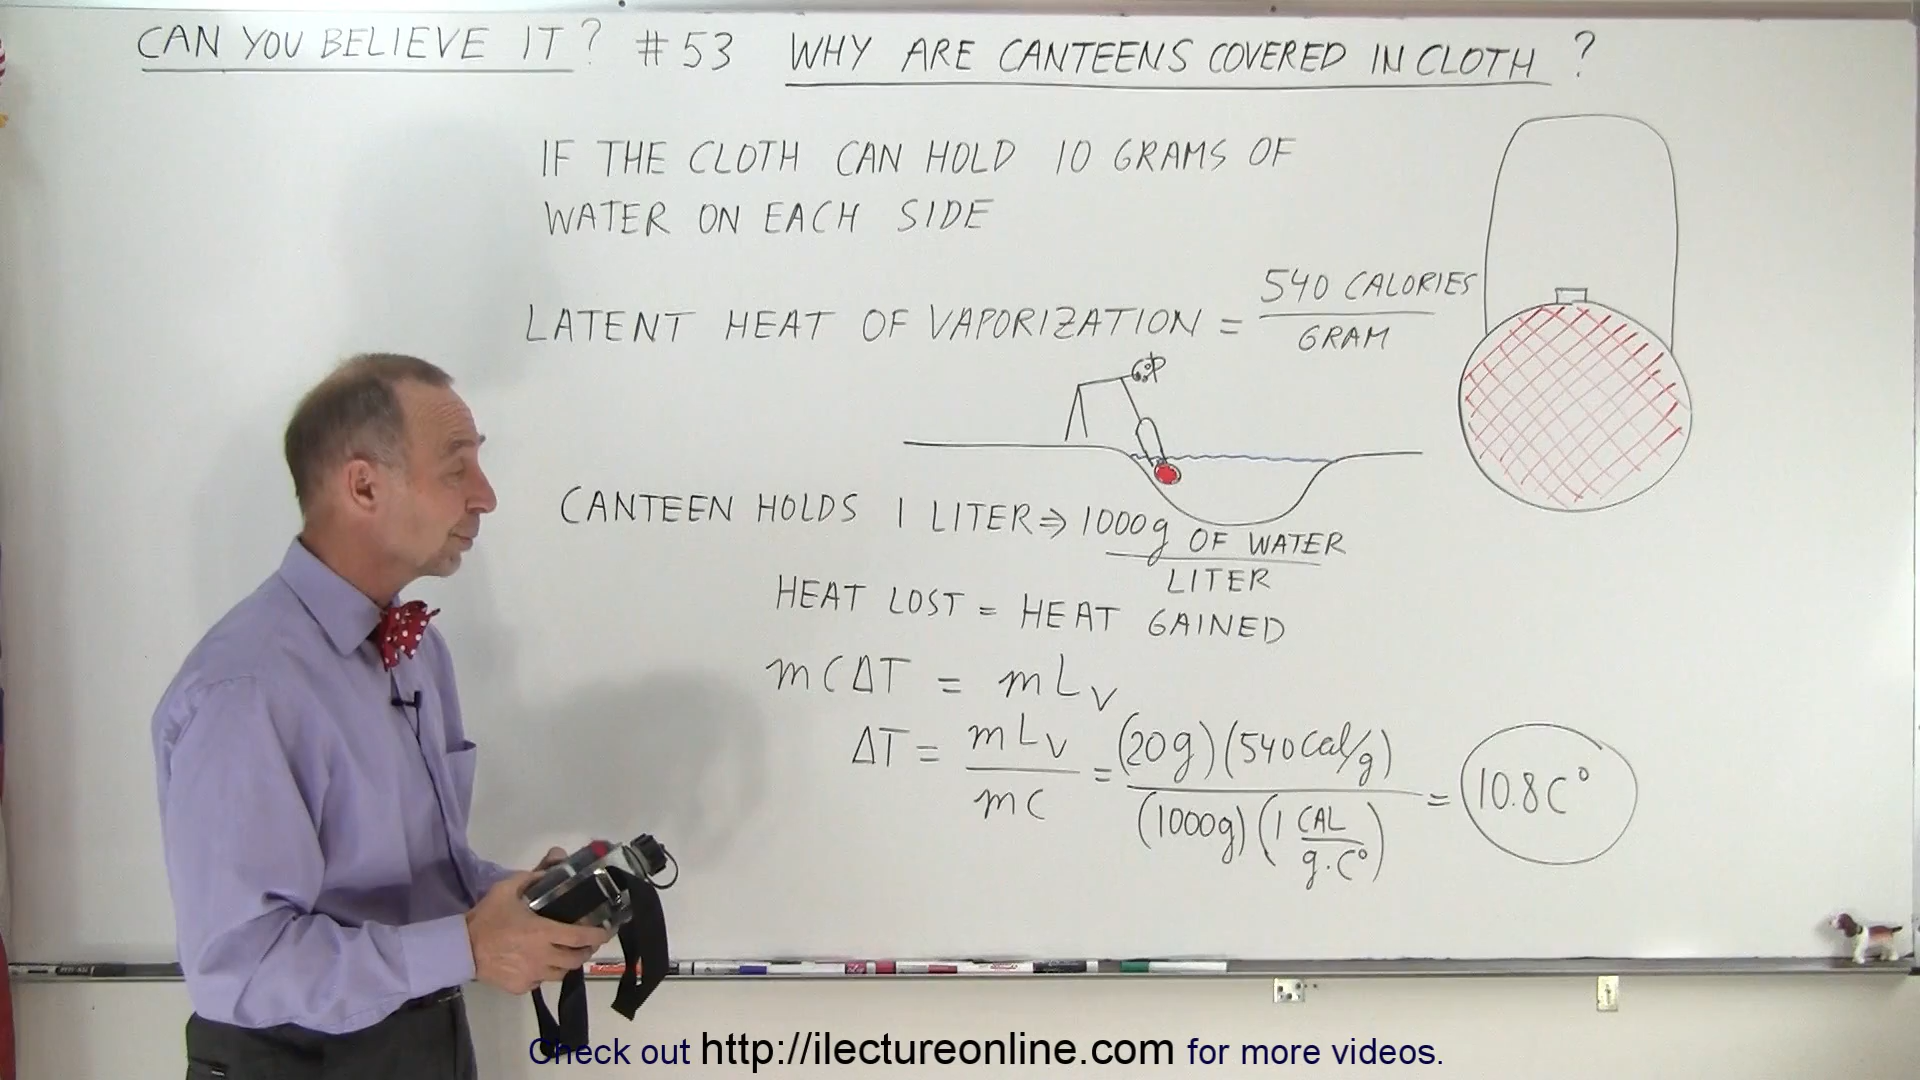 CAN YOU BELIEVE IT? #53 WHY ARE CANTEENS COVERED IN CLOTH?
IF THE CLOTH CAN HOLD 10 GRAMS OF
WATER ON EACH SIDE
LATENT HEAT OF VAPORIZATION = 540 CALORIES / GRAM
CANTEEN HOLDS 1 LITER ⇒ 1000g OF WATER / LITER
HEAT LOST = HEAT GAINED
mCΔT = mLv
ΔT = mLv / mC = (20g)(540Cal/g) / (1000g)(1 CAL / g·C°) = 10.8C°
Check out http://ilectureonline.com for more videos.